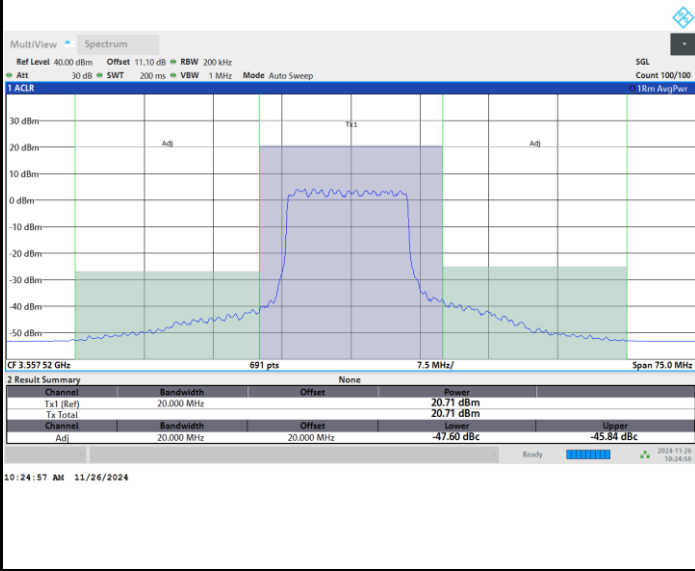 MultiView Spectrum
Ref Level 40.00 dBm Offset 11.10 dB RBW 200 kHz SGL
Att 30 dB SWT 200 ms VBW 1 MHz Mode Auto Sweep Count 100/100
1 ACLR 1Rm AvgPwr
30 dBm
Tx1
20 dBm Adj Adj
10 dBm
0 dBm
-10 dBm
-20 dBm
-30 dBm
-40 dBm
-50 dBm
CF 3.557 52 GHz 691 pts 7.5 MHz/ Span 75.0 MHz
2 Result Summary None
Channel Bandwidth Offset Power
Tx1 (Ref) 20.000 MHz 20.71 dBm
Tx Total 20.71 dBm
Channel Bandwidth Offset Lower Upper
Adj 20.000 MHz 20.000 MHz -47.60 dBc -45.84 dBc
Ready 2024-11-26
10:24:58
10:24:57 AM 11/26/2024